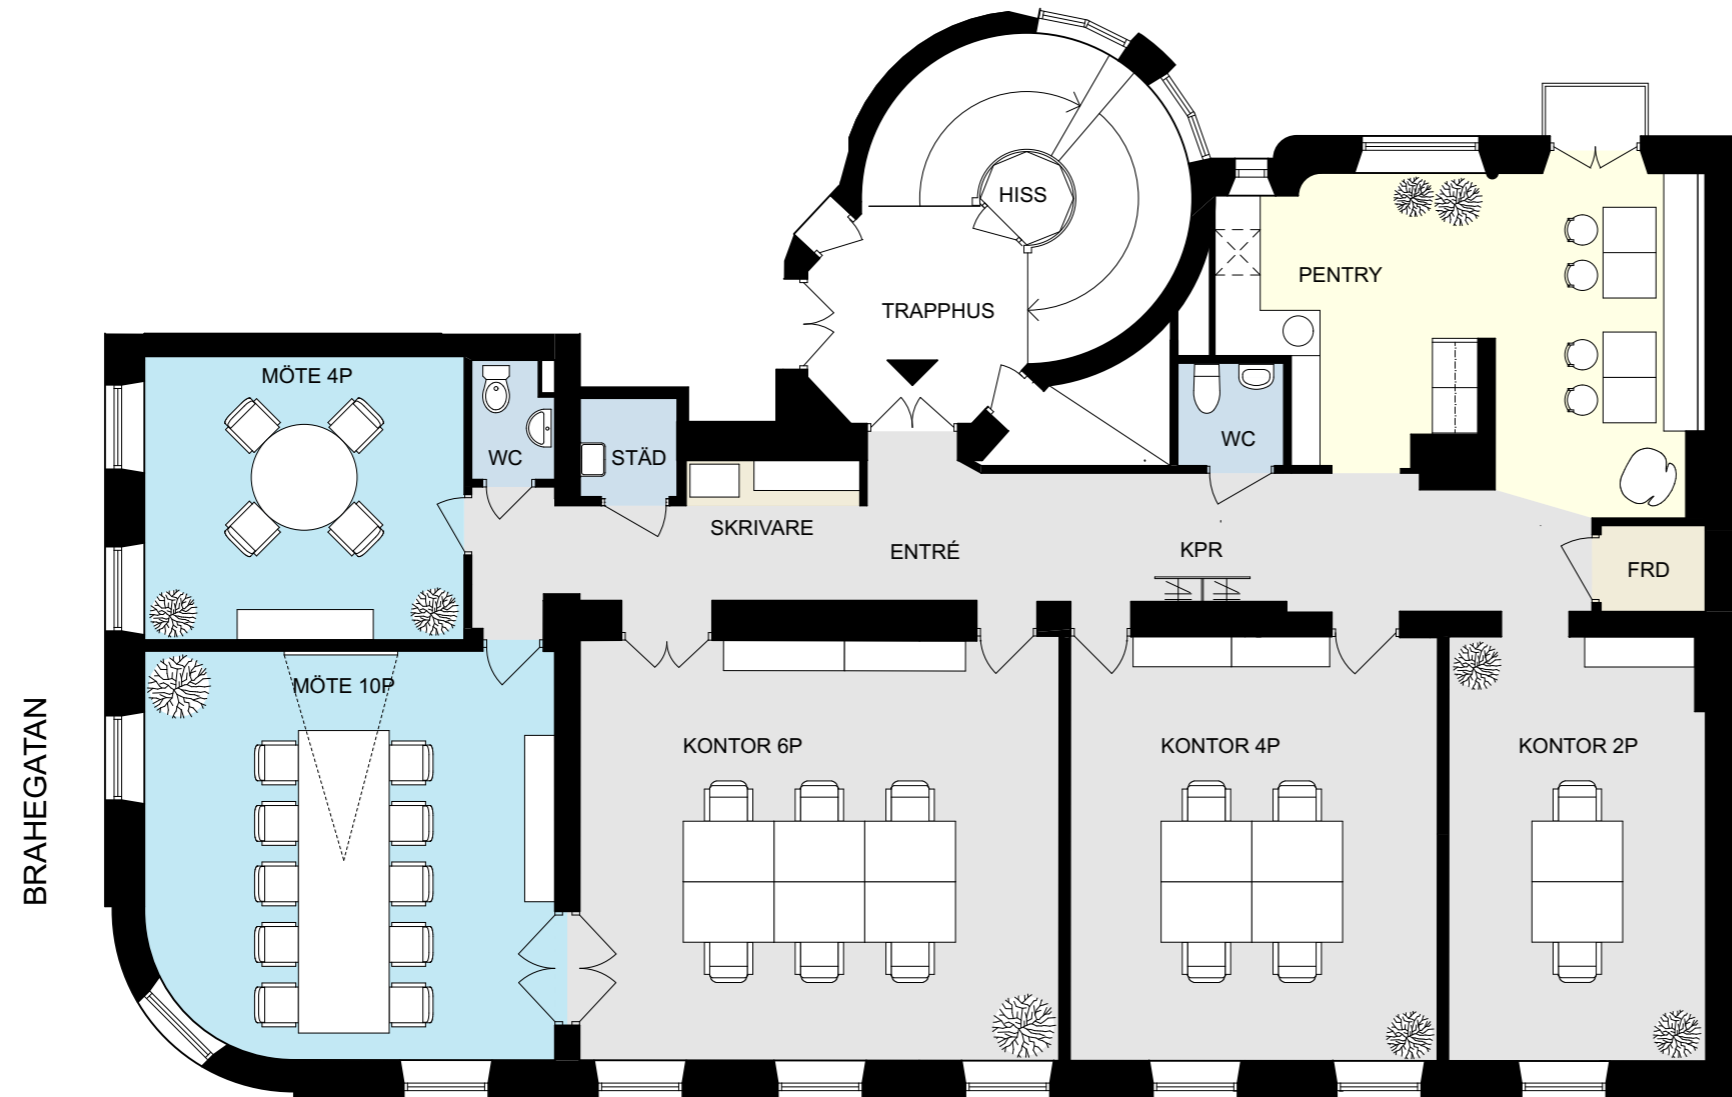 HISS
PENTRY
TRAPPHUS
MÖTE 4P
WC
STÄD
WC
SKRIVARE
ENTRÉ
KPR
FRD
MÖTE 10P
KONTOR 6P
KONTOR 4P
KONTOR 2P
BRAHEGATAN